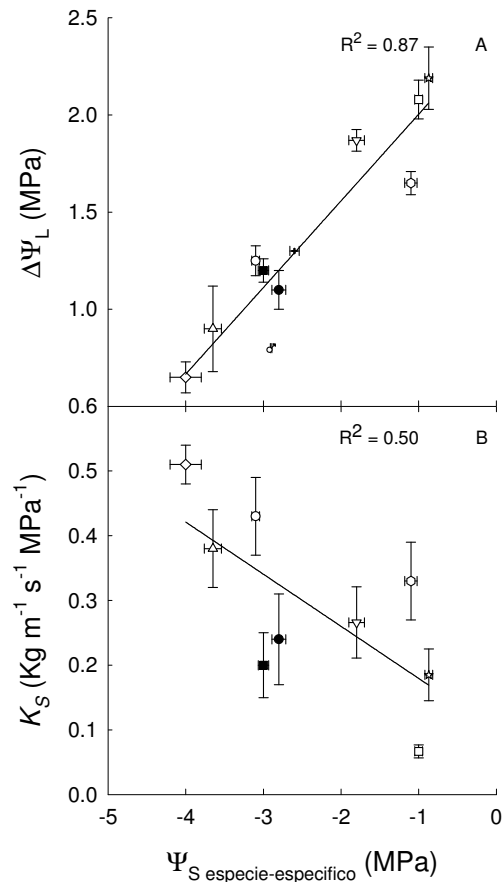 R² = 0.87 A
2.5
2.0
1.5
1.0
ΔΨL (MPa)
0.6
R² = 0.50 B
0.5
0.4
0.3
0.2
0.1
0.0
KS (Kg m⁻¹ s⁻¹ MPa⁻¹)
-5 -4 -3 -2 -1 0
ΨS especie-especifico (MPa)